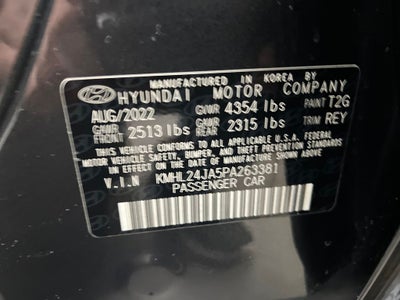 MANUFACTURED IN KOREA BY
HYUNDAI MOTOR COMPANY
AUG/2022 GVWR 4354 lbs PAINT T2G
GAWR 2513 lbs GAWR 2315 lbs TRIM REY
THIS VEHICLE CONFORMS TO ALL APPLICABLE U.S.A. FEDERAL
MOTOR VEHICLE SAFETY, BUMPER, AND THEFT PREVENTION
STANDARDS IN EFFECT ON THE DATE OF MANUFACTURE SHOWN ABOVE.
V.I.N KMHL24JA5PA263381
PASSENGER CAR